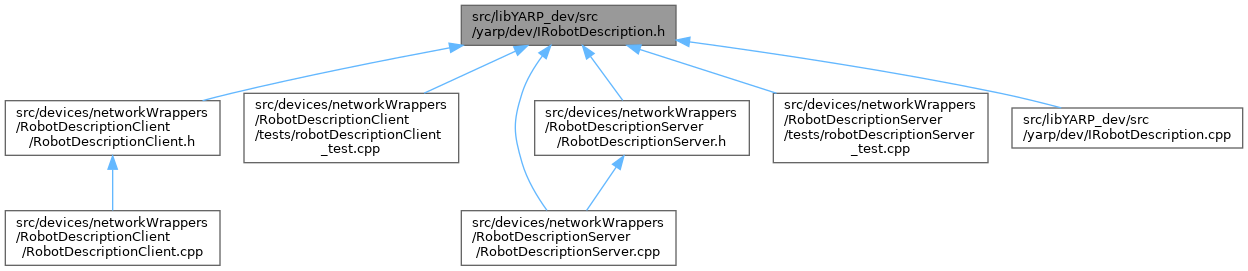 src/libYARP_dev/src
/yarp/dev/IRobotDescription.h
src/devices/networkWrappers
/RobotDescriptionClient
/RobotDescriptionClient.h
src/devices/networkWrappers
/RobotDescriptionClient
/tests/robotDescriptionClient
_test.cpp
src/devices/networkWrappers
/RobotDescriptionServer
/RobotDescriptionServer.h
src/devices/networkWrappers
/RobotDescriptionServer
/tests/robotDescriptionServer
_test.cpp
src/libYARP_dev/src
/yarp/dev/IRobotDescription.cpp
src/devices/networkWrappers
/RobotDescriptionClient
/RobotDescriptionClient.cpp
src/devices/networkWrappers
/RobotDescriptionServer
/RobotDescriptionServer.cpp